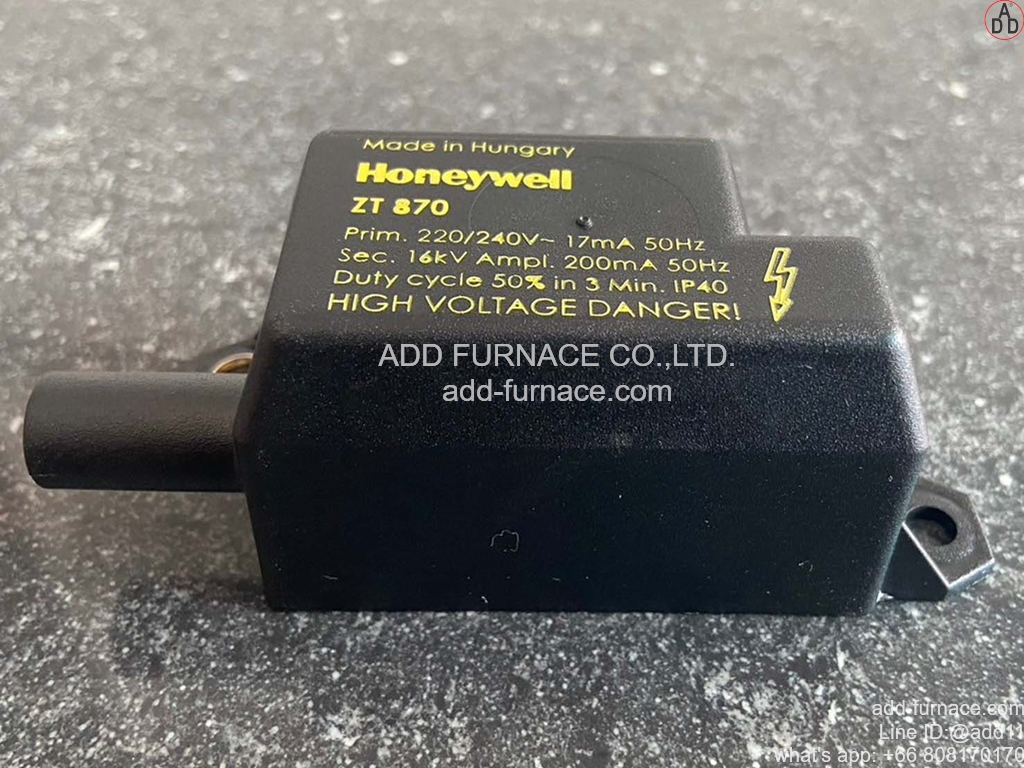 ADD
Made in Hungary
Honeywell
ZT 870
Prim. 220/240V~ 17mA 50Hz
Sec. 16kV Ampl. 200mA 50Hz
Duty cycle 50% in 3 Min. IP40
HIGH VOLTAGE DANGER!
ADD FURNACE CO.,LTD.
add-furnace.com
add-furnace.com
Line ID:@add11
what's app: +66 808170170